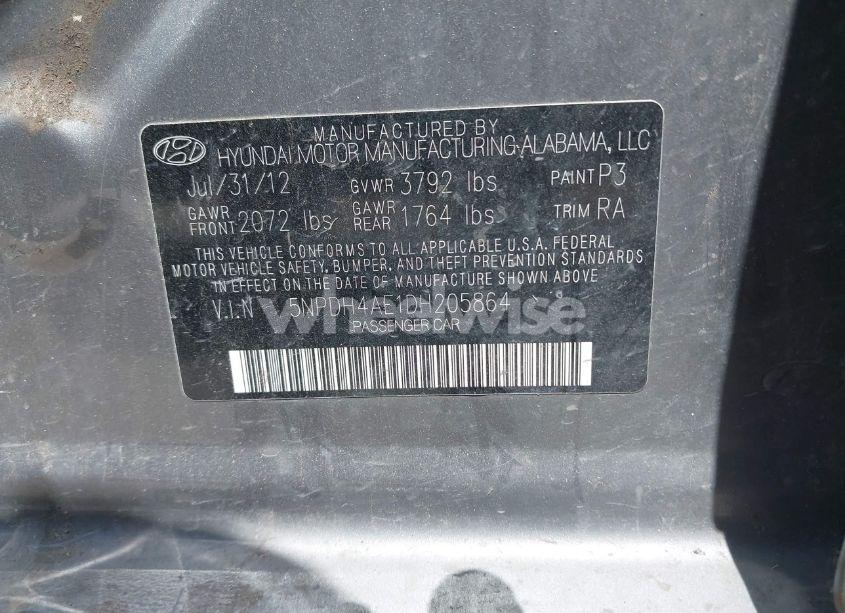 MANUFACTURED BY
HYUNDAI MOTOR MANUFACTURING ALABAMA, LLC
Jul/31/12 GVWR 3792 lbs PAINT P3
GAWR FRONT 2072 lbs GAWR REAR 1764 lbs TRIM RA
THIS VEHICLE CONFORMS TO ALL APPLICABLE U.S.A. FEDERAL
MOTOR VEHICLE SAFETY, BUMPER, AND THEFT PREVENTION STANDARDS
IN EFFECT ON THE DATE OF MANUFACTURE SHOWN ABOVE
V.I.N 5NPDH4AE1DH205864
wheelwise
PASSENGER CAR